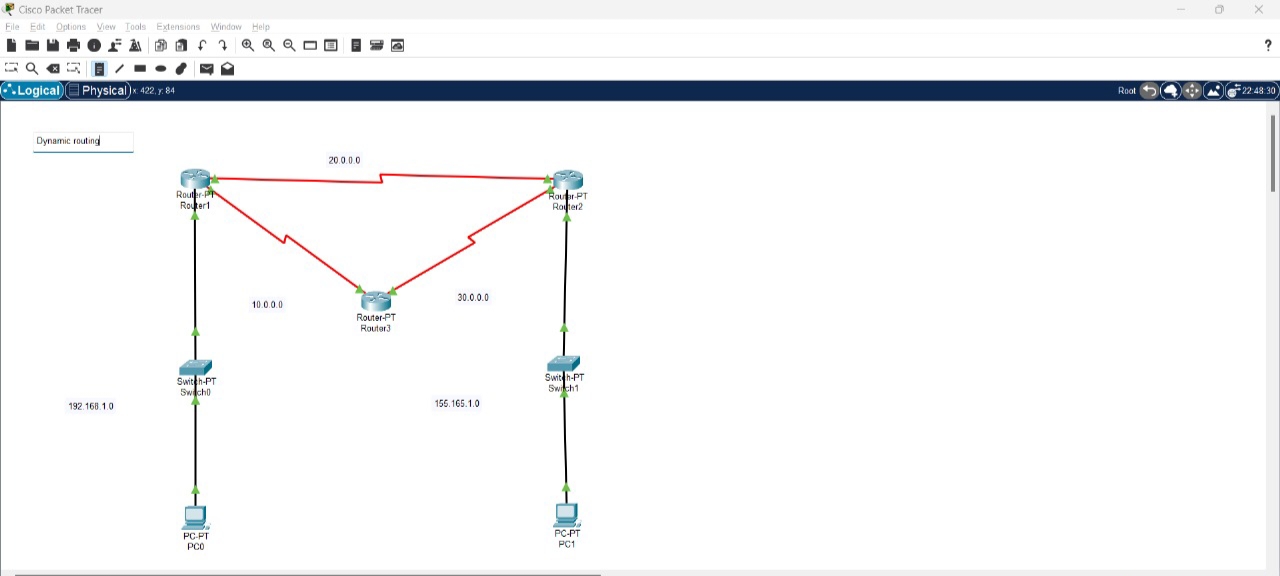 Cisco Packet Tracer
File Edit Options View Tools Extensions Window Help
?
Logical Physical x: 422, y: 84 Root 22:48:30
Dynamic routing
20.0.0.0
Router-PT
Router1
Router-PT
Router2
10.0.0.0
30.0.0.0
Router-PT
Router3
Switch-PT
Switch0
Switch-PT
Switch1
192.168.1.0
155.165.1.0
PC-PT
PC0
PC-PT
PC1